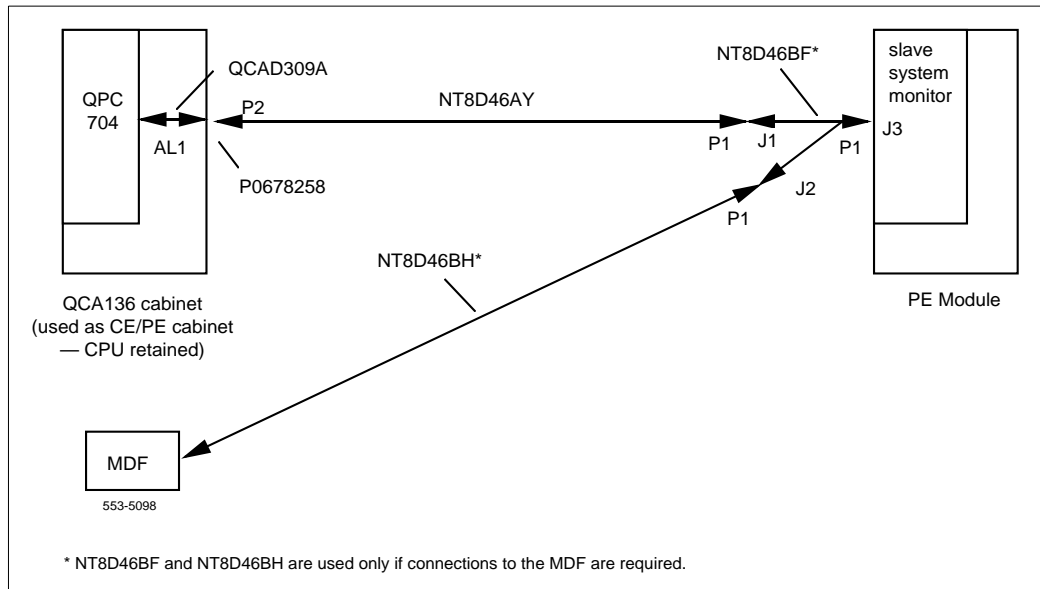 QPC
704
QCAD309A
AL1
P2
P0678258
NT8D46AY
P1
J1
NT8D46BF*
P1
J2
P1
slave
system
monitor
J3
NT8D46BH*
QCA136 cabinet
(used as CE/PE cabinet
— CPU retained)
PE Module
MDF
553-5098
* NT8D46BF and NT8D46BH are used only if connections to the MDF are required.